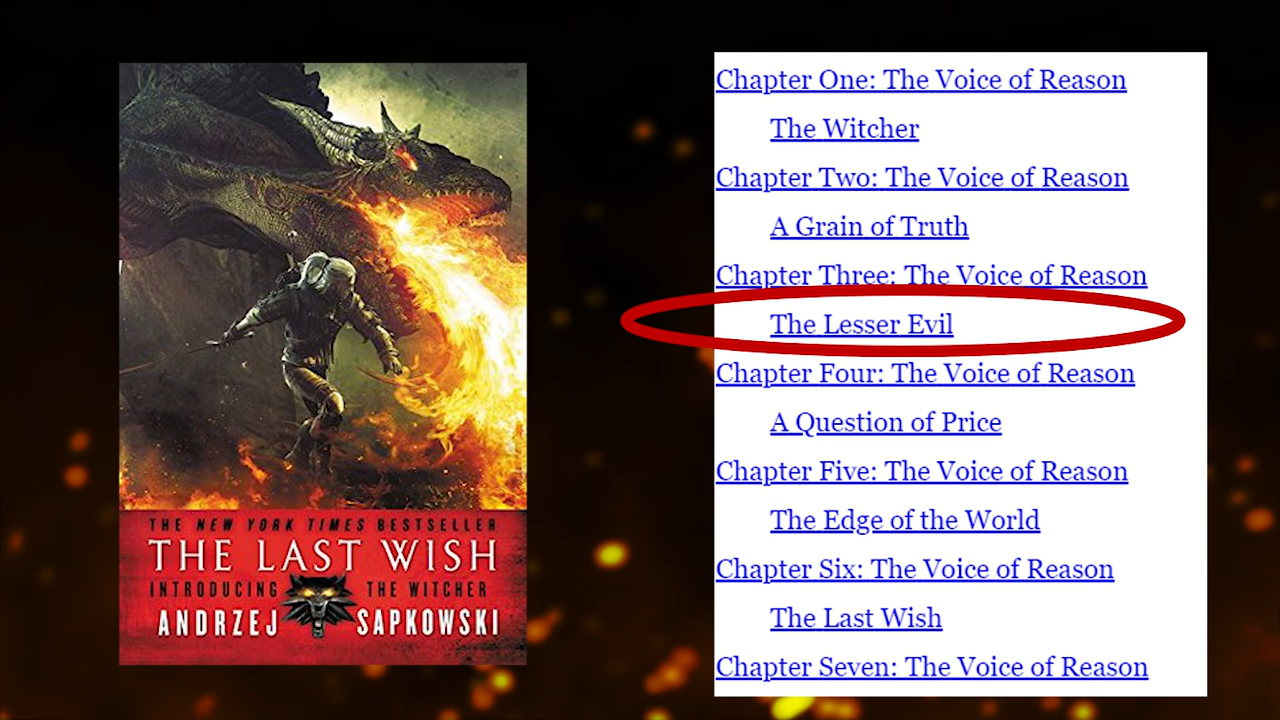 THE NEW YORK TIMES BESTSELLER
THE LAST WISH
INTRODUCING THE WITCHER
ANDRZEJ SAPKOWSKI
Chapter One: The Voice of Reason
The Witcher
Chapter Two: The Voice of Reason
A Grain of Truth
Chapter Three: The Voice of Reason
The Lesser Evil
Chapter Four: The Voice of Reason
A Question of Price
Chapter Five: The Voice of Reason
The Edge of the World
Chapter Six: The Voice of Reason
The Last Wish
Chapter Seven: The Voice of Reason